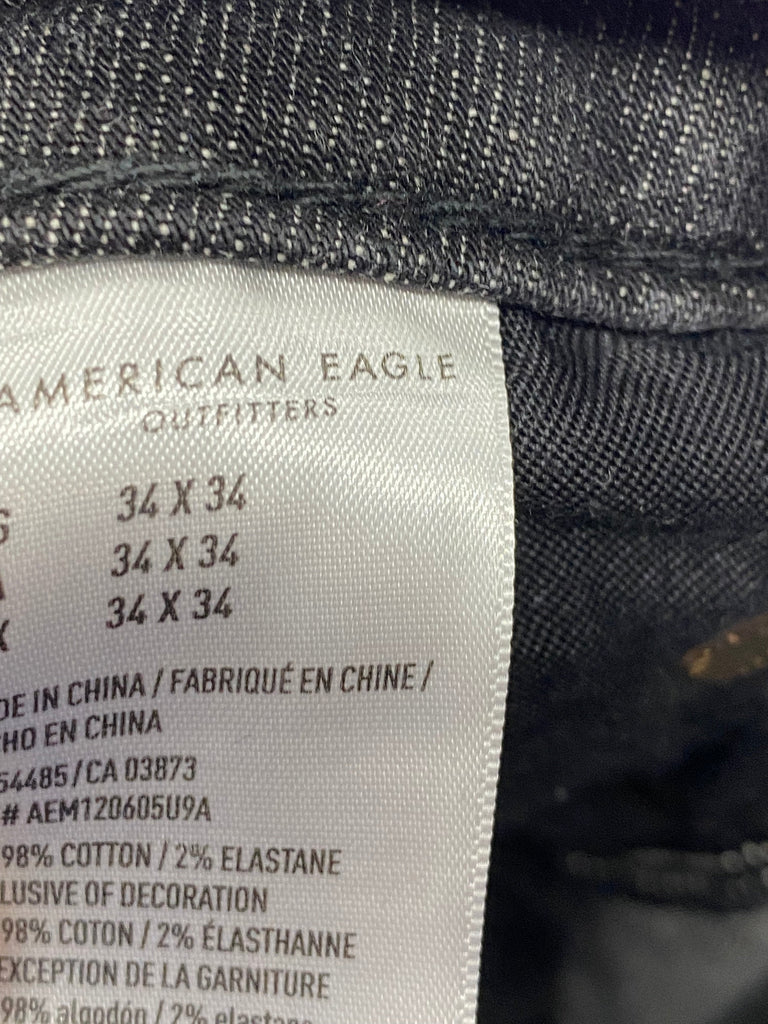 AMERICAN EAGLE
OUTFITTERS
34 X 34
34 X 34
34 X 34
DE IN CHINA / FABRIQUÉ EN CHINE /
HO EN CHINA
54485 / CA 03873
# AEM120605U9A
98% COTTON / 2% ELASTANE
LUSIVE OF DECORATION
98% COTON / 2% ÉLASTHANNE
EXCEPTION DE LA GARNITURE
98% algodón / 2% elastano